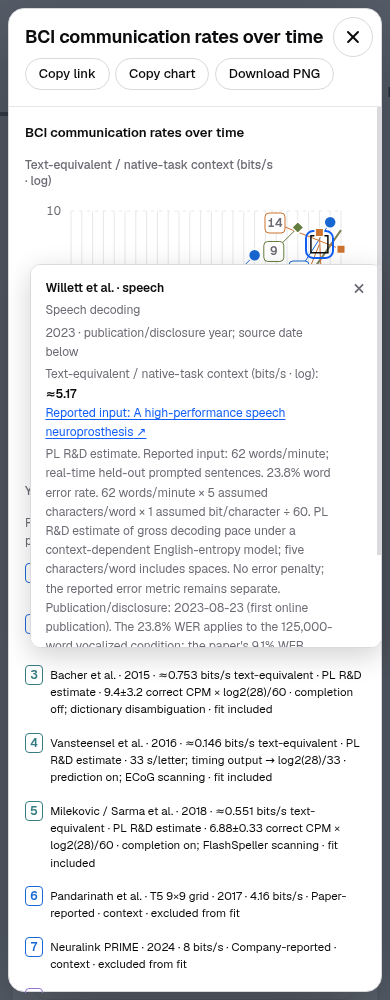 BCI communication rates over time
Copy link
Copy chart
Download PNG
BCI communication rates over time
Text-equivalent / native-task context (bits/s
· log)
10
14
9
Willett et al. · speech
Speech decoding
2023 · publication/disclosure year; source date
below
Text-equivalent / native-task context (bits/s · log):
≈5.17
Reported input: A high-performance speech
neuroprosthesis ↗
PL R&D estimate. Reported input: 62 words/minute;
real-time held-out prompted sentences. 23.8% word
error rate. 62 words/minute × 5 assumed
characters/word × 1 assumed bit/character ÷ 60. PL
R&D estimate of gross decoding pace under a
context-dependent English-entropy model; five
characters/word includes spaces. No error penalty;
the reported error metric remains separate.
Publication/disclosure: 2023-08-23 (first online
publication). The 23.8% WER applies to the 125,000-
word vocalized condition; the paper's 9.1% WER
3 Bacher et al. · 2015 · ≈0.753 bits/s text-equivalent · PL R&D
estimate · 9.4±3.2 correct CPM × log2(28)/60 · completion
off; dictionary disambiguation · fit included
4 Vansteensel et al. · 2016 · ≈0.146 bits/s text-equivalent · PL
R&D estimate · 33 s/letter; timing output → log2(28)/33 ·
prediction on; ECoG scanning · fit included
5 Milekovic / Sarma et al. · 2018 · ≈0.551 bits/s text-
equivalent · PL R&D estimate · 6.88±0.33 correct CPM ×
log2(28)/60 · completion on; FlashSpeller scanning · fit
included
6 Pandarinath et al. · T5 9×9 grid · 2017 · 4.16 bits/s · Paper-
reported · context · excluded from fit
7 Neuralink PRIME · 2024 · 8 bits/s · Company-reported ·
context · excluded from fit